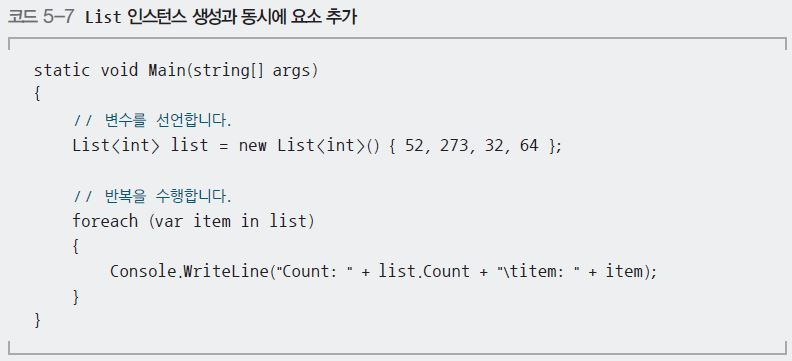 코드 5-7 List 인스턴스 생성과 동시에 요소 추가
static void Main(string[] args)
{
    // 변수를 선언합니다.
    List<int> list = new List<int>() { 52, 273, 32, 64 };

    // 반복을 수행합니다.
    foreach (var item in list)
    {
        Console.WriteLine("Count: " + list.Count + "\titem: " + item);
    }
}